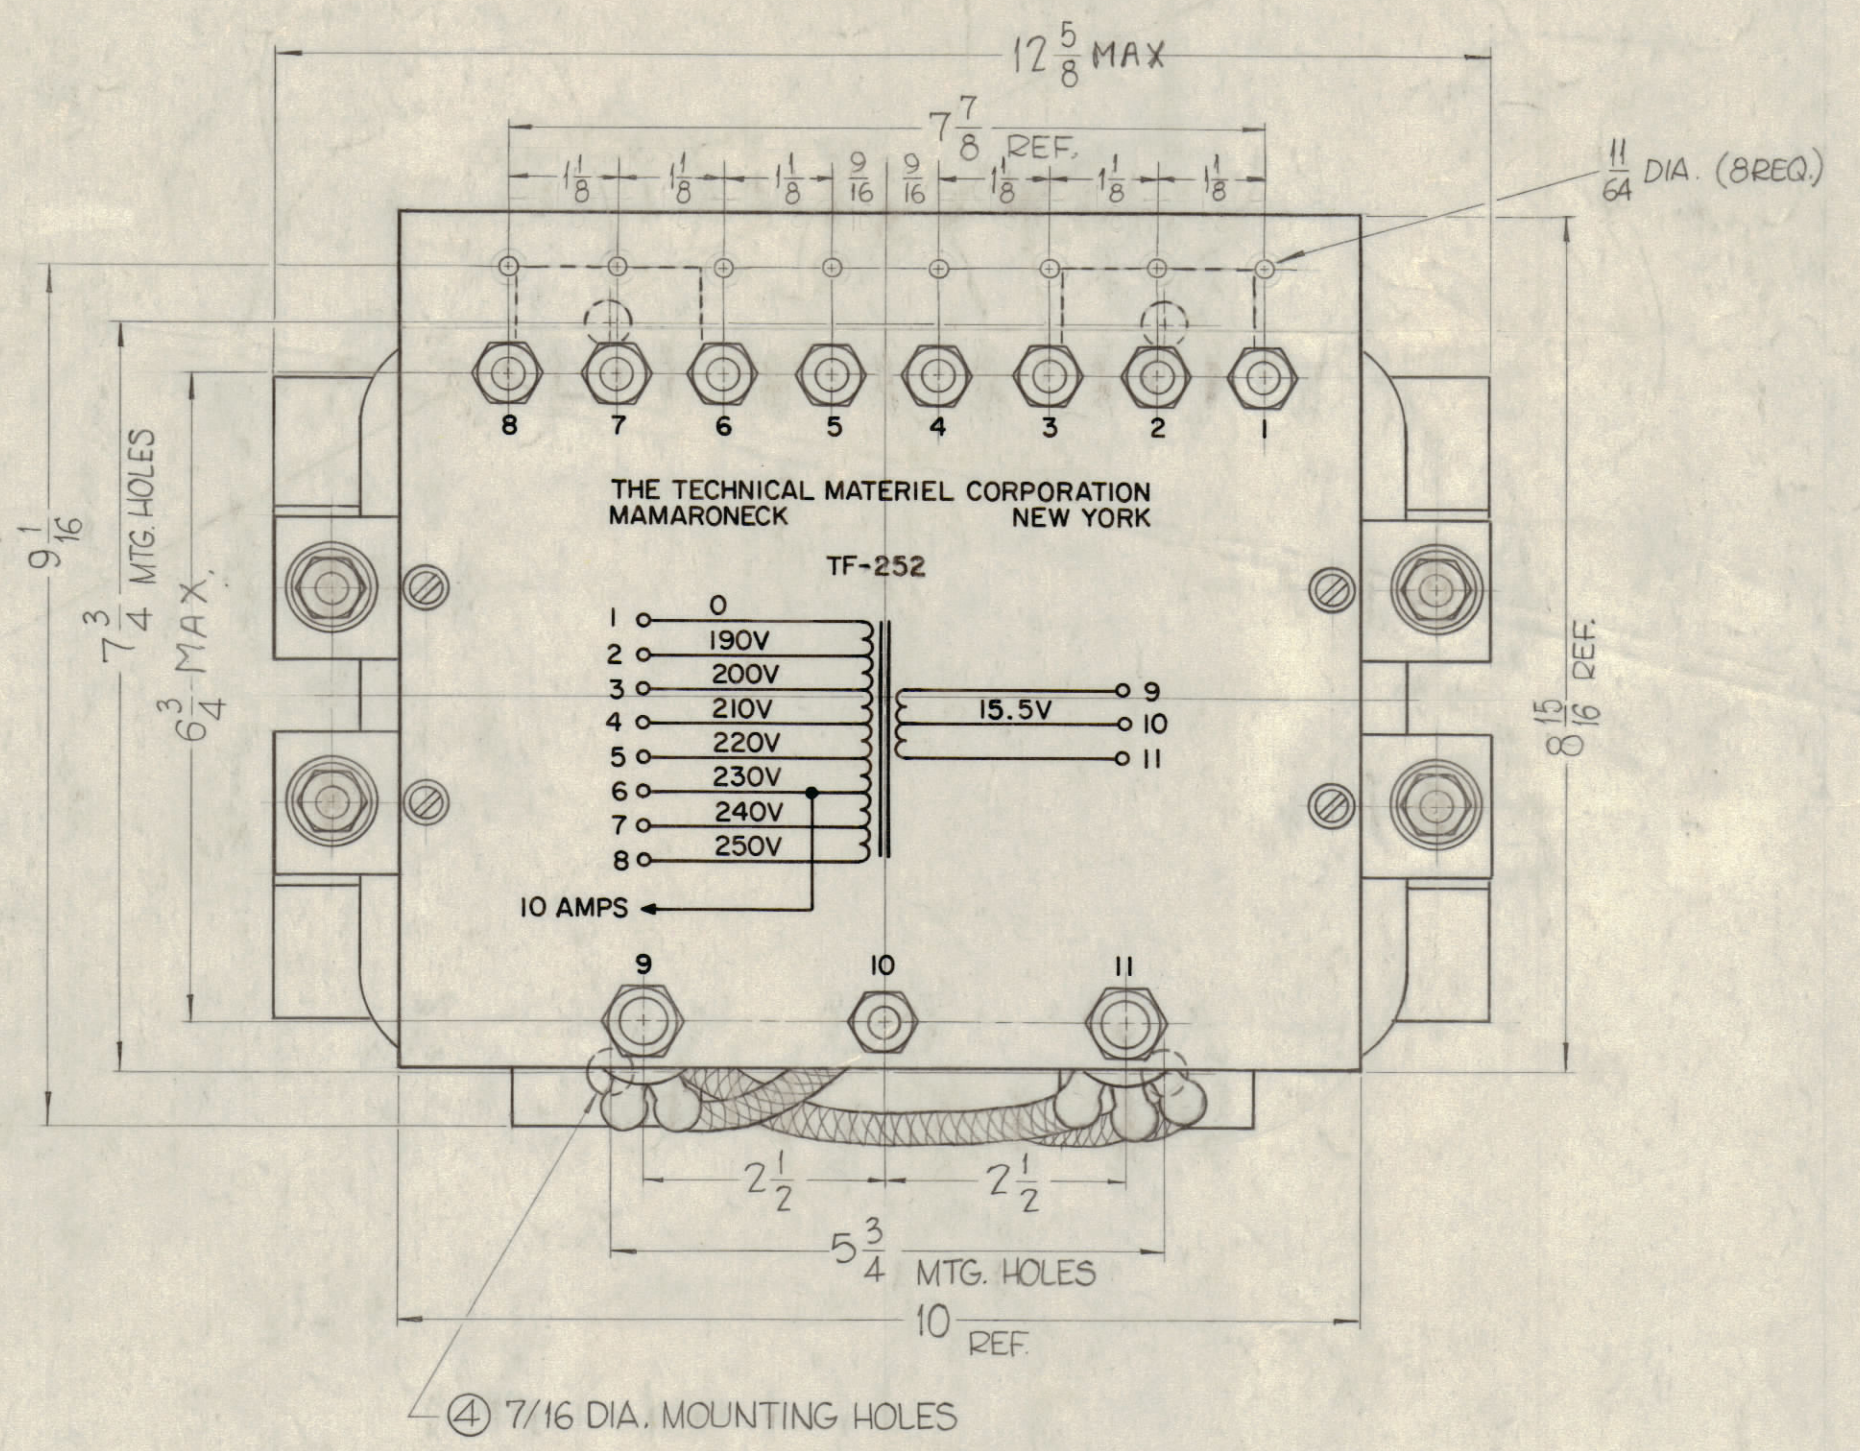 12 5/8 MAX
7 7/8 REF.
1 1/8 1 1/8 1 1/8 9/16 9/16 1 1/8 1 1/8 1 1/8
11/64 DIA. (8 REQ.)
8 7 6 5 4 3 2 1
THE TECHNICAL MATERIEL CORPORATION
MAMARONECK NEW YORK
TF-252
1 0
2 190V
3 200V
4 210V
5 220V
6 230V
7 240V
8 250V
10 AMPS
9
15.5V
10
11
9 10 11
9 1/16
7 3/4 MTG. HOLES
6 3/4 MAX.
8 15/16 REF.
2 1/2 2 1/2
5 3/4 MTG. HOLES
10 REF.
4 7/16 DIA. MOUNTING HOLES